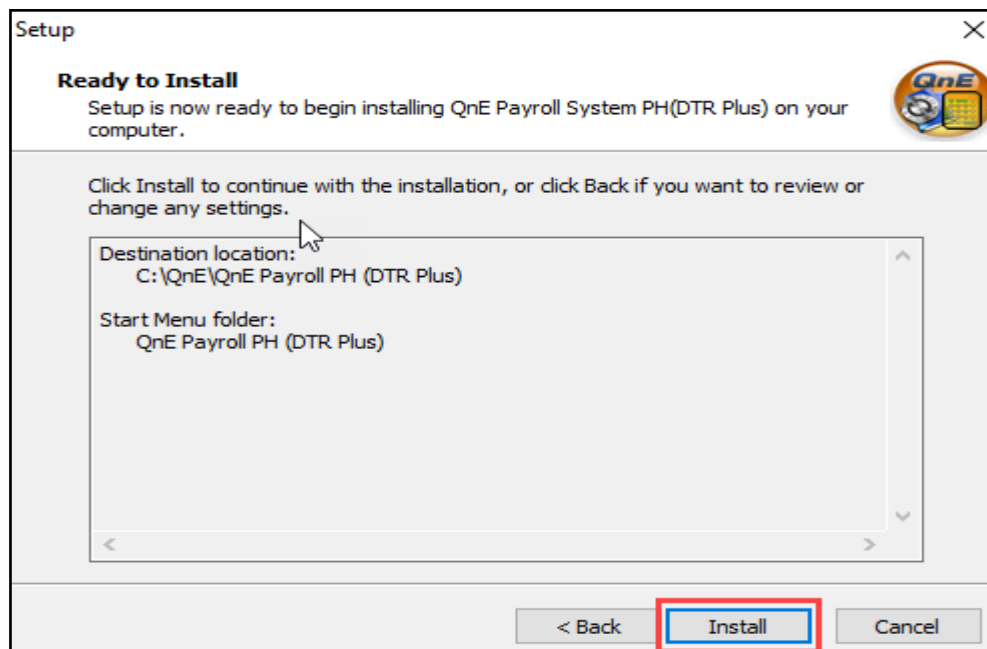 Setup
Ready to Install
QnE
Setup is now ready to begin installing QnE Payroll System PH(DTR Plus) on your
computer.
Click Install to continue with the installation, or click Back if you want to review or
change any settings.
Destination location:
C:\QnE\QnE Payroll PH (DTR Plus)
Start Menu folder:
QnE Payroll PH (DTR Plus)
< Back
Install
Cancel